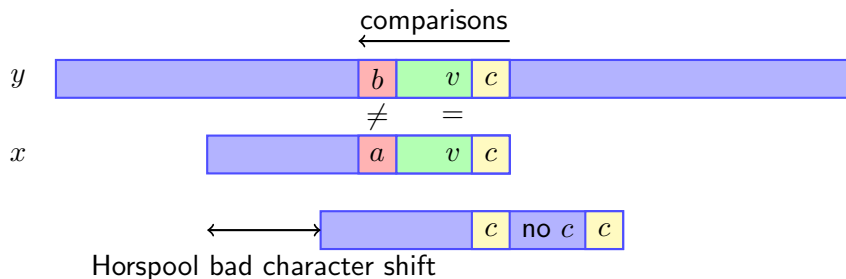 comparisons
y b v c
≠ =
x a v c
c no c c
Horspool bad character shift